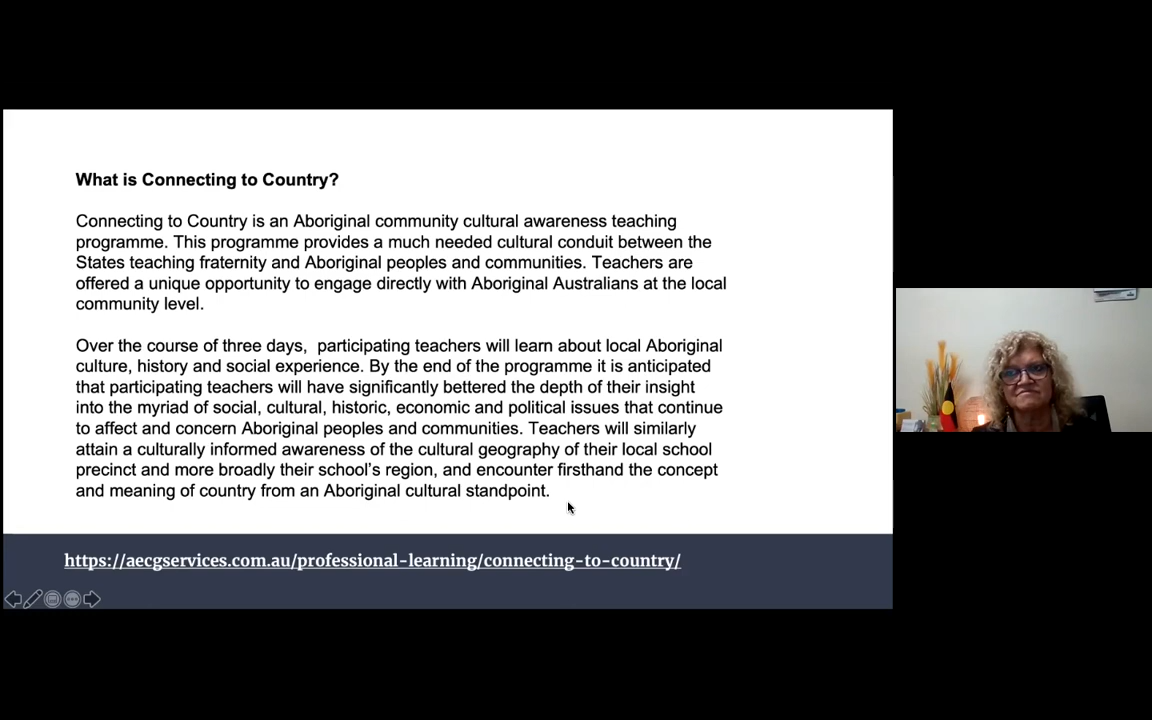 What is Connecting to Country?
Connecting to Country is an Aboriginal community cultural awareness teaching
programme. This programme provides a much needed cultural conduit between the
States teaching fraternity and Aboriginal peoples and communities. Teachers are
offered a unique opportunity to engage directly with Aboriginal Australians at the local
community level.
Over the course of three days,  participating teachers will learn about local Aboriginal
culture, history and social experience. By the end of the programme it is anticipated
that participating teachers will have significantly bettered the depth of their insight
into the myriad of social, cultural, historic, economic and political issues that continue
to affect and concern Aboriginal peoples and communities. Teachers will similarly
attain a culturally informed awareness of the cultural geography of their local school
precinct and more broadly their school’s region, and encounter firsthand the concept
and meaning of country from an Aboriginal cultural standpoint.
https://aecgservices.com.au/professional-learning/connecting-to-country/